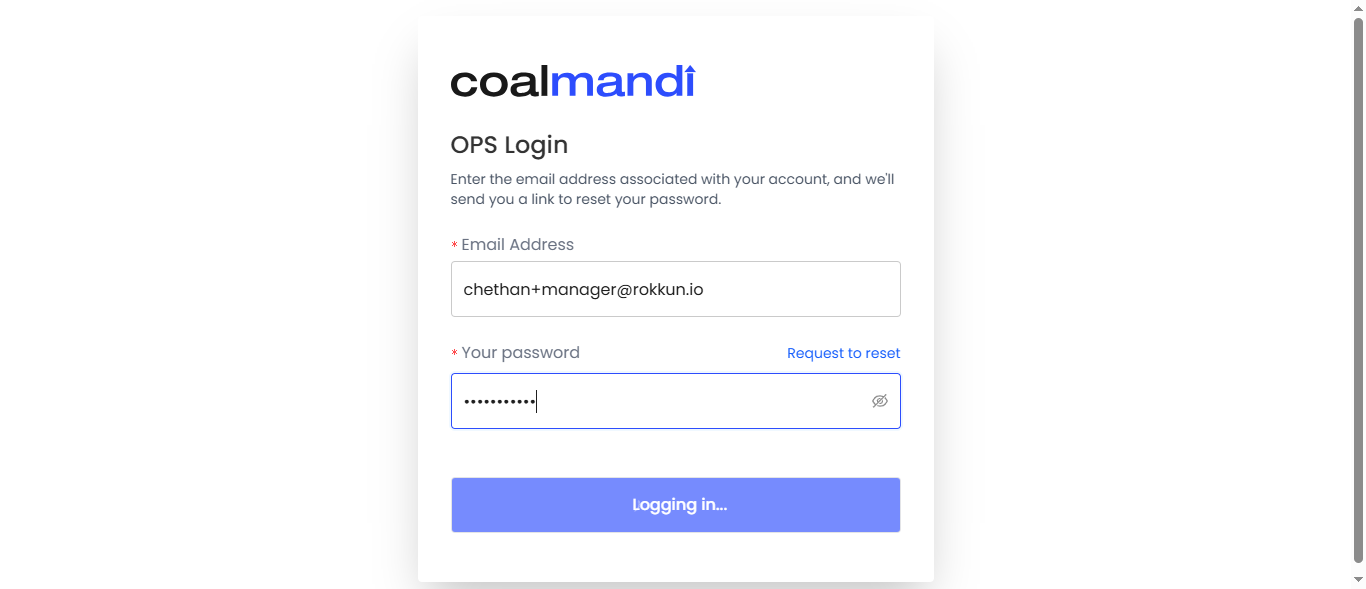 coalmandi
OPS Login
Enter the email address associated with your account, and we'll
send you a link to reset your password.
* Email Address
chethan+manager@rokkun.io
* Your password
Request to reset
•••••••••••
Logging in...